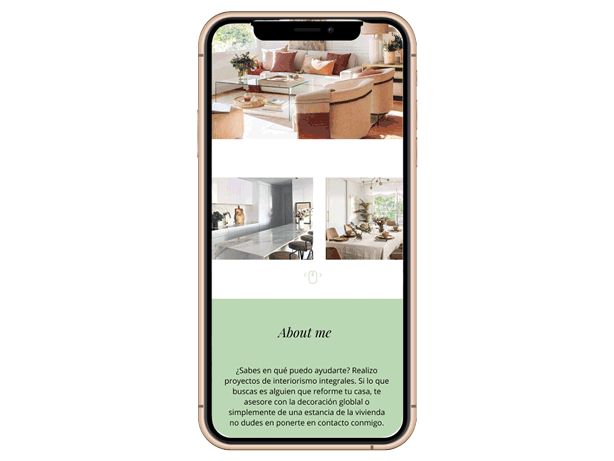 About me
¿Sabes en qué puedo ayudarte? Realizo
proyectos de interiorismo integrales. Si lo que
buscas es alguien que reforme tu casa, te
asesore con la decoración globlal o
simplemente de una estancia de la vivienda
no dudes en ponerte en contacto conmigo.